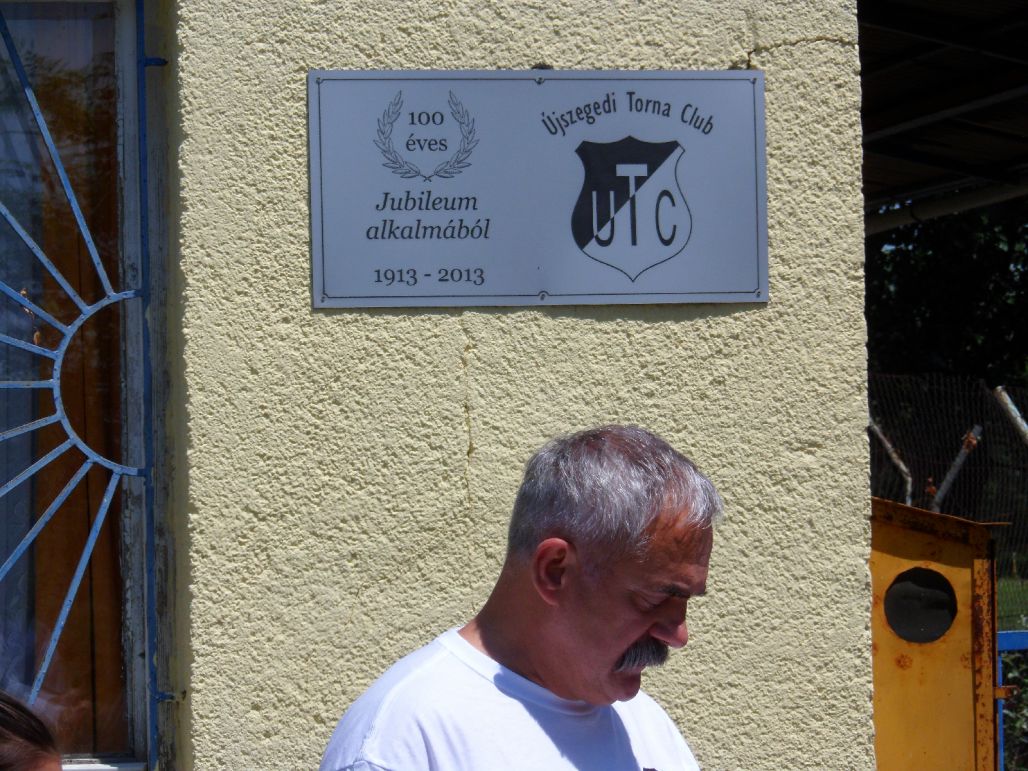 100
éves
Jubileum
alkalmából
1913 - 2013
Újszegedi Torna Club
UTC